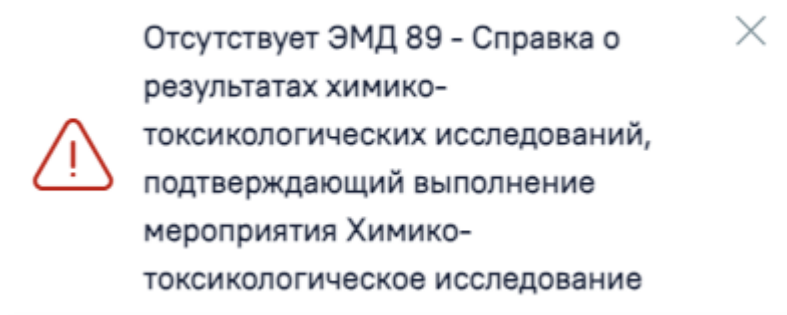 Отсутствует ЭМД 89 - Справка о
результатах химико-
токсикологических исследований,
подтверждающий выполнение
мероприятия Химико-
токсикологическое исследование